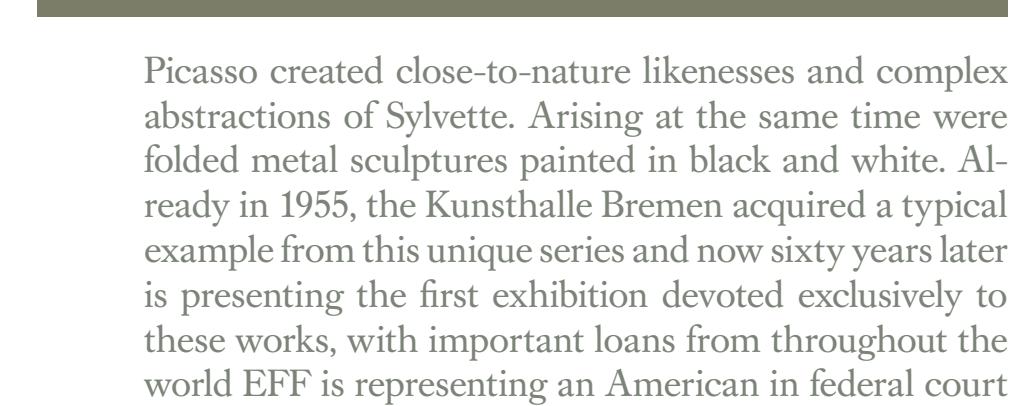 Picasso created close-to-nature likenesses and complex
abstractions of Sylvette. Arising at the same time were
folded metal sculptures painted in black and white. Al-
ready in 1955, the Kunsthalle Bremen acquired a typical
example from this unique series and now sixty years later
is presenting the first exhibition devoted exclusively to
these works, with important loans from throughout the
world EFF is representing an American in federal court